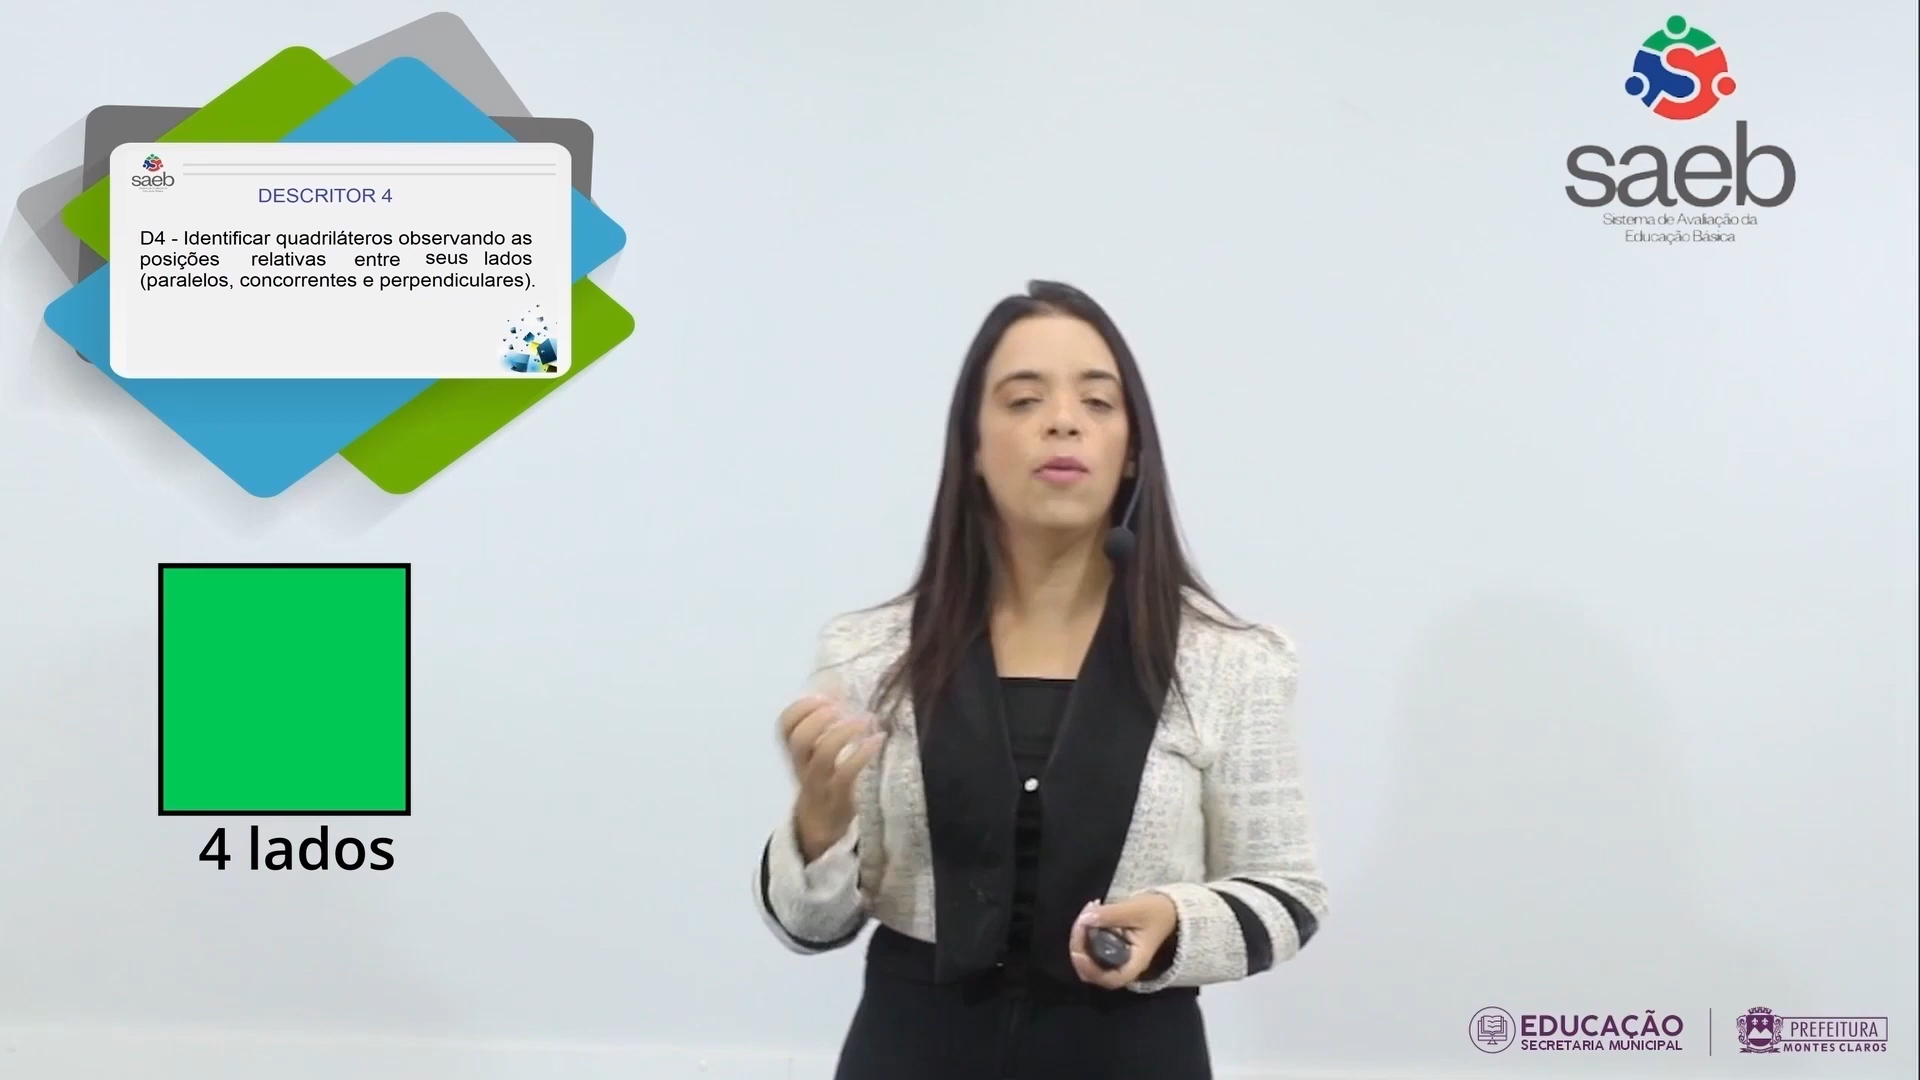 saeb
DESCRITOR 4
D4 - Identificar quadriláteros observando as
posições relativas entre seus lados
(paralelos, concorrentes e perpendiculares).
saeb
Sistema de Avaliação da
Educação Básica
4 lados
EDUCAÇÃO
SECRETARIA MUNICIPAL
PREFEITURA
MONTES CLAROS